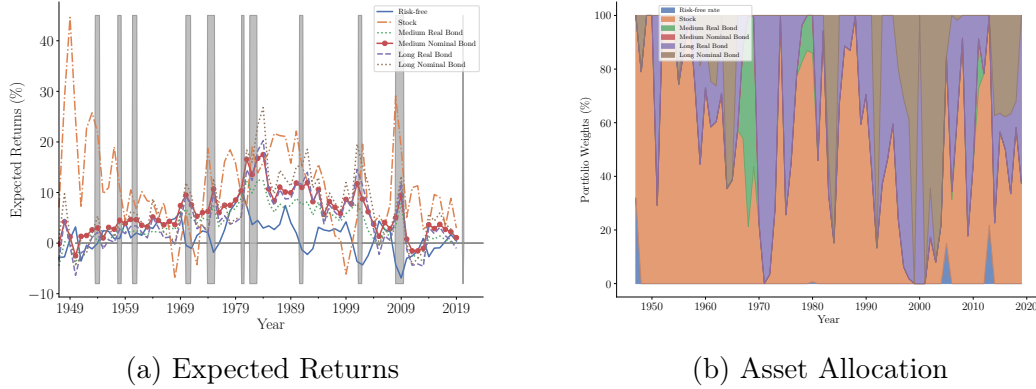 Expected Returns (%)
40
30
20
10
0
−10
1949
1959
1969
1979
1989
1999
2009
2019
Year
Risk-free
Stock
Medium Real Bond
Medium Nominal Bond
Long Real Bond
Long Nominal Bond
(a) Expected Returns
Portfolio Weights (%)
100
80
60
40
20
0
1950
1960
1970
1980
1990
2000
2010
2020
Year
Risk-free rate
Stock
Medium Real Bond
Medium Nominal Bond
Long Real Bond
Long Nominal Bond
(b) Asset Allocation